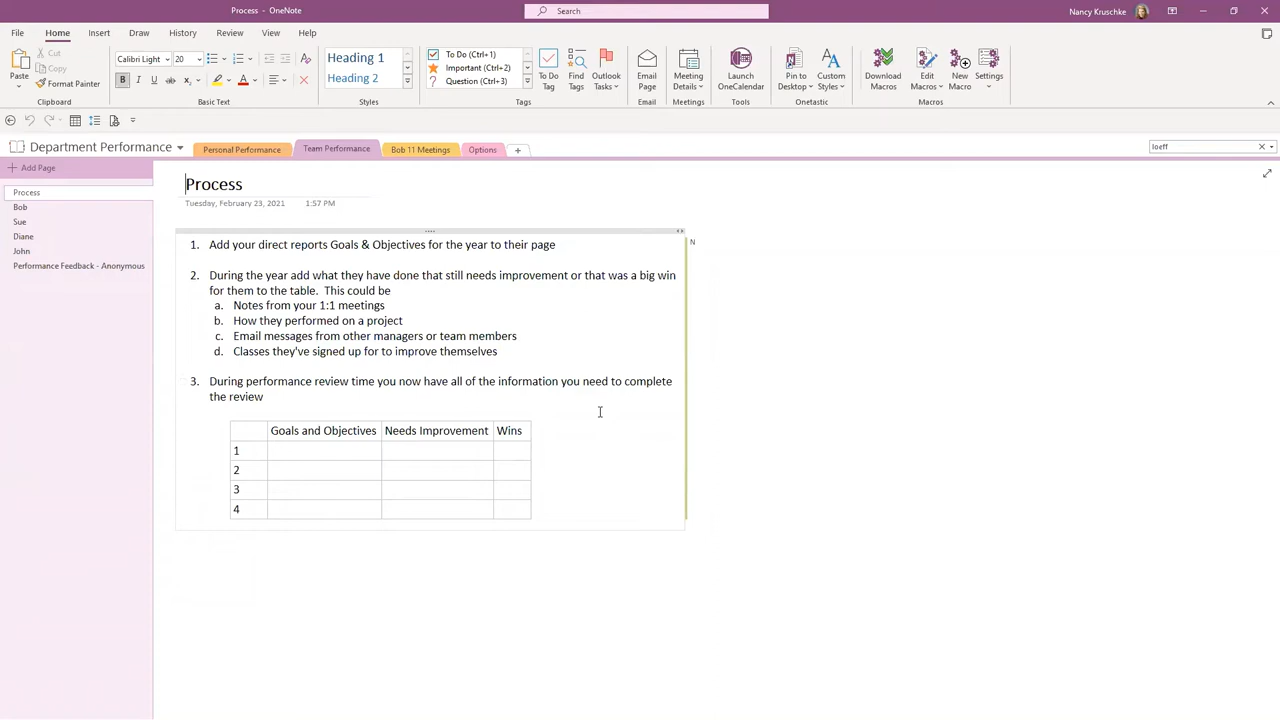 Process - OneNote
Search
Nancy Kruschke
File Home Insert Draw History Review View Help
Paste
Cut
Copy
Format Painter
Clipboard
Calibri Light 20
B I U ab A
Basic Text
Heading 1
Heading 2
Styles
To Do (Ctrl+1)
Important (Ctrl+2)
? Question (Ctrl+3)
To Do Tag
Find Tags
Outlook Tasks
Tags
Email Page
Email
Meeting Details
Meetings
Launch OneCalendar
Tools
Pin to Desktop
Custom Styles
Onetastic
Download Macros
Edit Macros
New Macro
Settings
Macros
Department Performance
Personal Performance Team Performance Bob 11 Meetings Options +
loeff
Add Page
Process
Bob
Sue
Diane
John
Performance Feedback - Anonymous
Process
Tuesday, February 23, 2021 1:57 PM
N
1. Add your direct reports Goals & Objectives for the year to their page
2. During the year add what they have done that still needs improvement or that was a big win
for them to the table. This could be
a. Notes from your 1:1 meetings
b. How they performed on a project
c. Email messages from other managers or team members
d. Classes they've signed up for to improve themselves
3. During performance review time you now have all of the information you need to complete
the review
Goals and Objectives Needs Improvement Wins
1
2
3
4